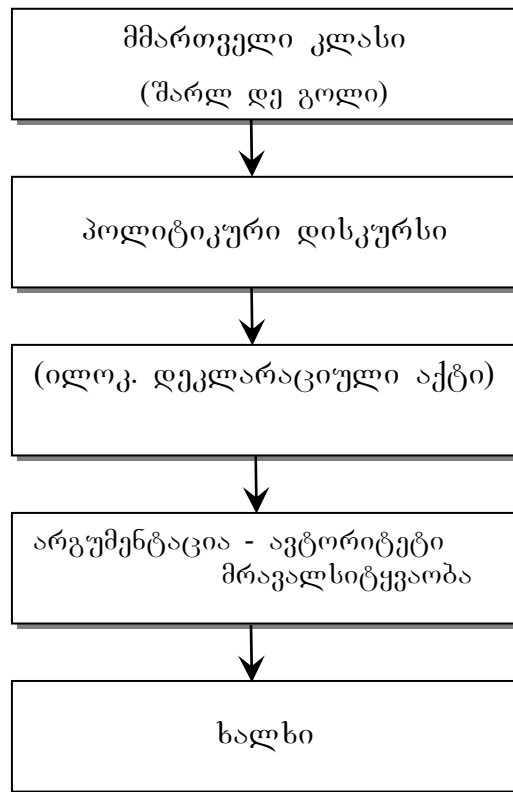 მმართველი კლასი
(შარლ დე გოლი)
პოლიტიკური დისკურსი
(ილოკ. დეკლარაციული აქტი)
არგუმენტაცია - ავტორიტეტი
მრავალსიტყვაობა
ხალხი